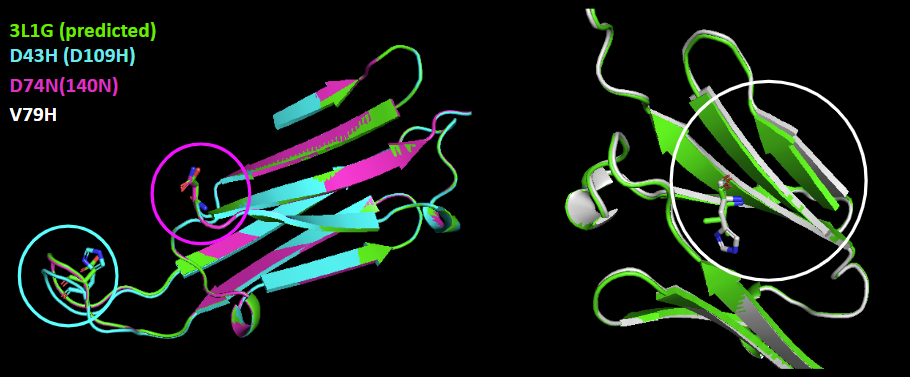 3L1G (predicted)
D43H (D109H)
D74N(140N)
V79H